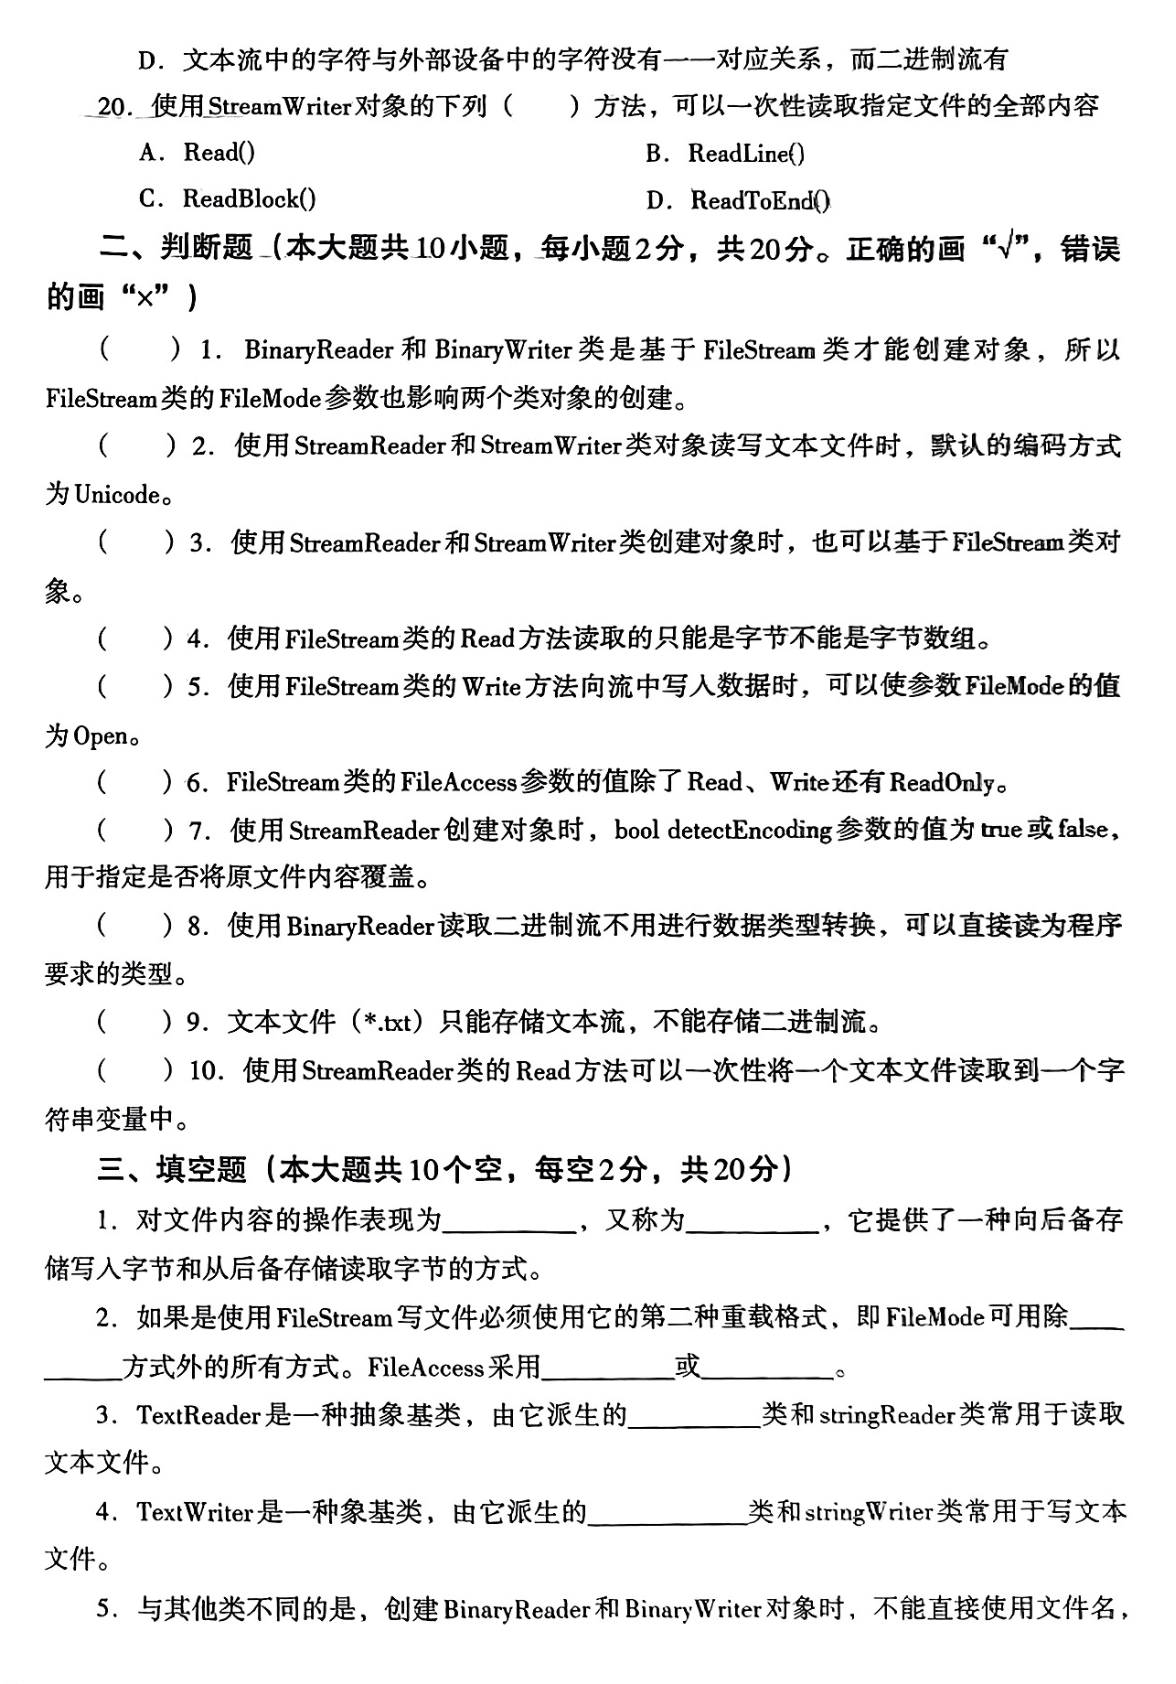 D．文本流中的字符与外部设备中的字符没有一一对应关系，而二进制流有
20．使用StreamWriter对象的下列（　　）方法，可以一次性读取指定文件的全部内容
A．Read()　　B．ReadLine()
C．ReadBlock()　　D．ReadToEnd()
二、判断题（本大题共10小题，每小题2分，共20分。正确的画“√”，错误
的画“×”）
（　　）1．BinaryReader 和 BinaryWriter 类是基于 FileStream 类才能创建对象，所以
FileStream类的FileMode参数也影响两个类对象的创建。
（　　）2．使用StreamReader和StreamWriter类对象读写文本文件时，默认的编码方式
为Unicode。
（　　）3．使用StreamReader和StreamWriter类创建对象时，也可以基于FileStream类对
象。
（　　）4．使用FileStream类的Read方法读取的只能是字节不能是字节数组。
（　　）5．使用FileStream类的Write方法向流中写入数据时，可以使参数FileMode的值
为Open。
（　　）6．FileStream类的FileAccess参数的值除了Read、Write还有ReadOnly。
（　　）7．使用StreamReader创建对象时，bool detectEncoding参数的值为true或false，
用于指定是否将原文件内容覆盖。
（　　）8．使用BinaryReader读取二进制流不用进行数据类型转换，可以直接读为程序
要求的类型。
（　　）9．文本文件（*.txt）只能存储文本流，不能存储二进制流。
（　　）10．使用StreamReader类的Read方法可以一次性将一个文本文件读取到一个字
符串变量中。
三、填空题（本大题共10个空，每空2分，共20分）
1．对文件内容的操作表现为__________，又称为__________，它提供了一种向后备存
储写入字节和从后备存储读取字节的方式。
2．如果是使用FileStream写文件必须使用它的第二种重载格式，即FileMode可用除____
______方式外的所有方式。FileAccess采用__________或__________。
3．TextReader是一种抽象基类，由它派生的__________类和stringReader类常用于读取
文本文件。
4．TextWriter是一种象基类，由它派生的____________类和stringWriter类常用于写文本
文件。
5．与其他类不同的是，创建BinaryReader和BinaryWriter对象时，不能直接使用文件名，